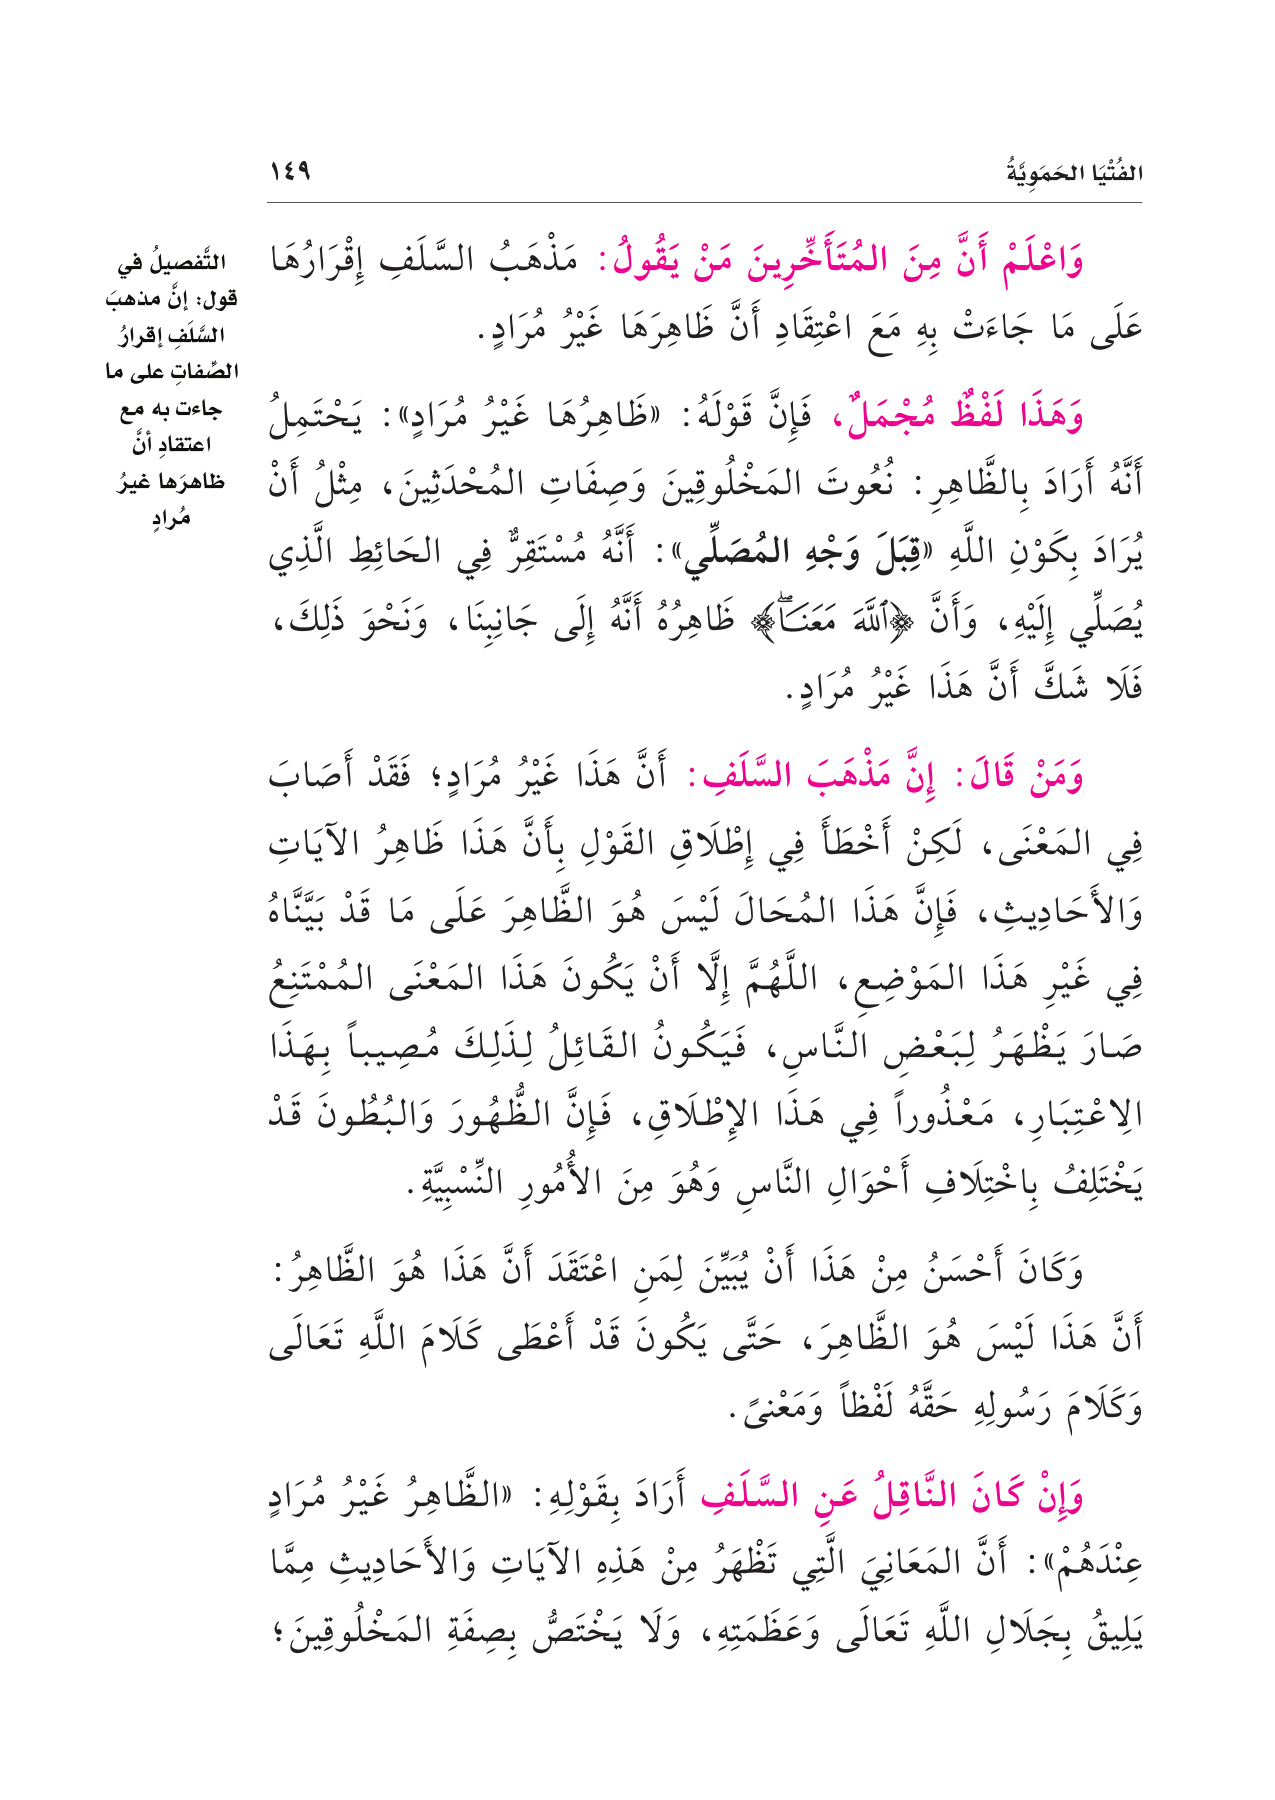 الفُتْيَا الحَمَوِيَّةُ
١٤٩
وَاعْلَمْ أَنَّ مِنَ المُتَأَخِّرِينَ مَنْ يَقُولُ: مَذْهَبُ السَّلَفِ إِقْرَارُهَا
عَلَى مَا جَاءَتْ بِهِ مَعَ اعْتِقَادِ أَنَّ ظَاهِرَهَا غَيْرُ مُرَادٍ.
وَهَذَا لَفْظٌ مُجْمَلٌ، فَإِنَّ قَوْلَهُ: «ظَاهِرُهَا غَيْرُ مُرَادٍ»: يَحْتَمِلُ
أَنَّهُ أَرَادَ بِالظَّاهِرِ: نُعُوتَ المَخْلُوقِينَ وَصِفَاتِ المُحْدَثِينَ، مِثْلُ أَنْ
يُرَادَ بِكَوْنِ اللَّهِ «قِبَلَ وَجْهِ المُصَلِّي»: أَنَّهُ مُسْتَقِرٌّ فِي الحَائِطِ الَّذِي
يُصَلِّي إِلَيْهِ، وَأَنَّ ﴿ٱللَّهَ مَعَنَاۖ﴾ ظَاهِرُهُ أَنَّهُ إِلَى جَانِبِنَا، وَنَحْوَ ذَلِكَ،
فَلَا شَكَّ أَنَّ هَذَا غَيْرُ مُرَادٍ.
وَمَنْ قَالَ: إِنَّ مَذْهَبَ السَّلَفِ: أَنَّ هَذَا غَيْرُ مُرَادٍ؛ فَقَدْ أَصَابَ
فِي المَعْنَى، لَكِنْ أَخْطَأَ فِي إِطْلَاقِ القَوْلِ بِأَنَّ هَذَا ظَاهِرُ الآيَاتِ
وَالأَحَادِيثِ، فَإِنَّ هَذَا المُحَالَ لَيْسَ هُوَ الظَّاهِرَ عَلَى مَا قَدْ بَيَّنَّاهُ
فِي غَيْرِ هَذَا المَوْضِعِ، اللَّهُمَّ إِلَّا أَنْ يَكُونَ هَذَا المَعْنَى المُمْتَنِعُ
صَارَ يَظْهَرُ لِبَعْضِ النَّاسِ، فَيَكُونُ القَائِلُ لِذَلِكَ مُصِيباً بِهَذَا
الِاعْتِبَارِ، مَعْذُوراً فِي هَذَا الإِطْلَاقِ، فَإِنَّ الظُّهُورَ وَالبُطُونَ قَدْ
يَخْتَلِفُ بِاخْتِلَافِ أَحْوَالِ النَّاسِ وَهُوَ مِنَ الأُمُورِ النِّسْبِيَّةِ.
وَكَانَ أَحْسَنُ مِنْ هَذَا أَنْ يُبَيِّنَ لِمَنِ اعْتَقَدَ أَنَّ هَذَا هُوَ الظَّاهِرُ:
أَنَّ هَذَا لَيْسَ هُوَ الظَّاهِرَ، حَتَّى يَكُونَ قَدْ أَعْطَى كَلَامَ اللَّهِ تَعَالَى
وَكَلَامَ رَسُولِهِ حَقَّهُ لَفْظاً وَمَعْنىً.
وَإِنْ كَانَ النَّاقِلُ عَنِ السَّلَفِ أَرَادَ بِقَوْلِهِ: «الظَّاهِرُ غَيْرُ مُرَادٍ
عِنْدَهُمْ»: أَنَّ المَعَانِيَ الَّتِي تَظْهَرُ مِنْ هَذِهِ الآيَاتِ وَالأَحَادِيثِ مِمَّا
يَلِيقُ بِجَلَالِ اللَّهِ تَعَالَى وَعَظَمَتِهِ، وَلَا يَخْتَصُّ بِصِفَةِ المَخْلُوقِينَ؛
التَّفصيلُ في
قول: إنَّ مذهبَ
السَّلَفِ إقرارُ
الصِّفاتِ على ما
جاءت به مع
اعتقادِ أنَّ
ظاهرَها غيرُ
مُرادٍ